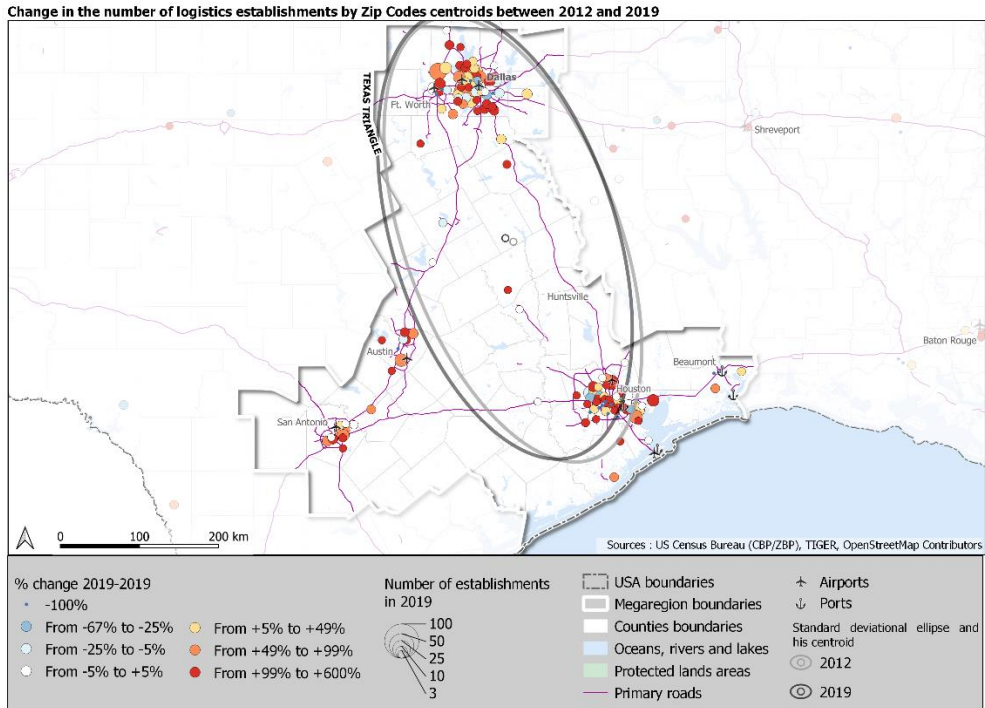 Change in the number of logistics establishments by Zip Codes centroids between 2012 and 2019
TEXAS TRIANGLE
Dallas
Ft. Worth
Shreveport
Huntsville
Austin
Beaumont
Baton Rouge
Houston
San Antonio
0 100 200 km
Sources : US Census Bureau (CBP/ZBP), TIGER, OpenStreetMap Contributors
% change 2019-2019
-100%
From -67% to -25%
From -25% to -5%
From -5% to +5%
From +5% to +49%
From +49% to +99%
From +99% to +600%
Number of establishments
in 2019
100
50
25
10
3
USA boundaries
Megaregion boundaries
Counties boundaries
Oceans, rivers and lakes
Protected lands areas
Primary roads
Airports
Ports
Standard deviational ellipse and
his centroid
2012
2019